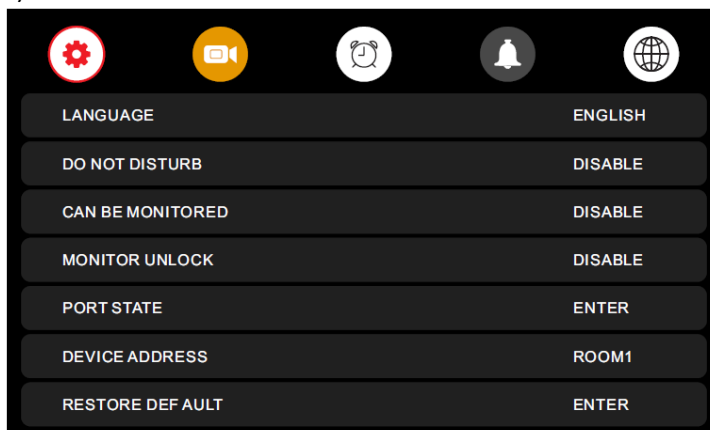 LANGUAGE ENGLISH
DO NOT DISTURB DISABLE
CAN BE MONITORED DISABLE
MONITOR UNLOCK DISABLE
PORT STATE ENTER
DEVICE ADDRESS ROOM1
RESTORE DEF AULT ENTER